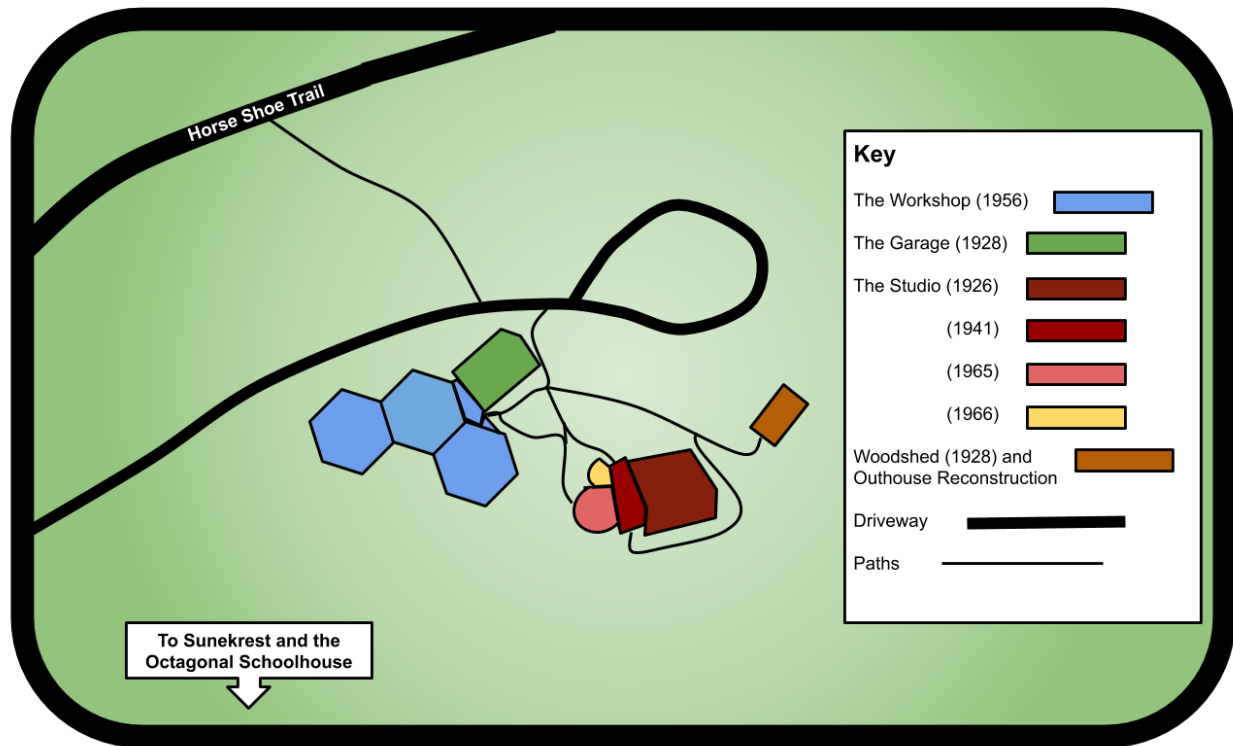 Horse Shoe Trail
Key
The Workshop (1956)
The Garage (1928)
The Studio (1926)
(1941)
(1965)
(1966)
Woodshed (1928) and
Outhouse Reconstruction
Driveway
Paths
To Sunekrest and the
Octagonal Schoolhouse